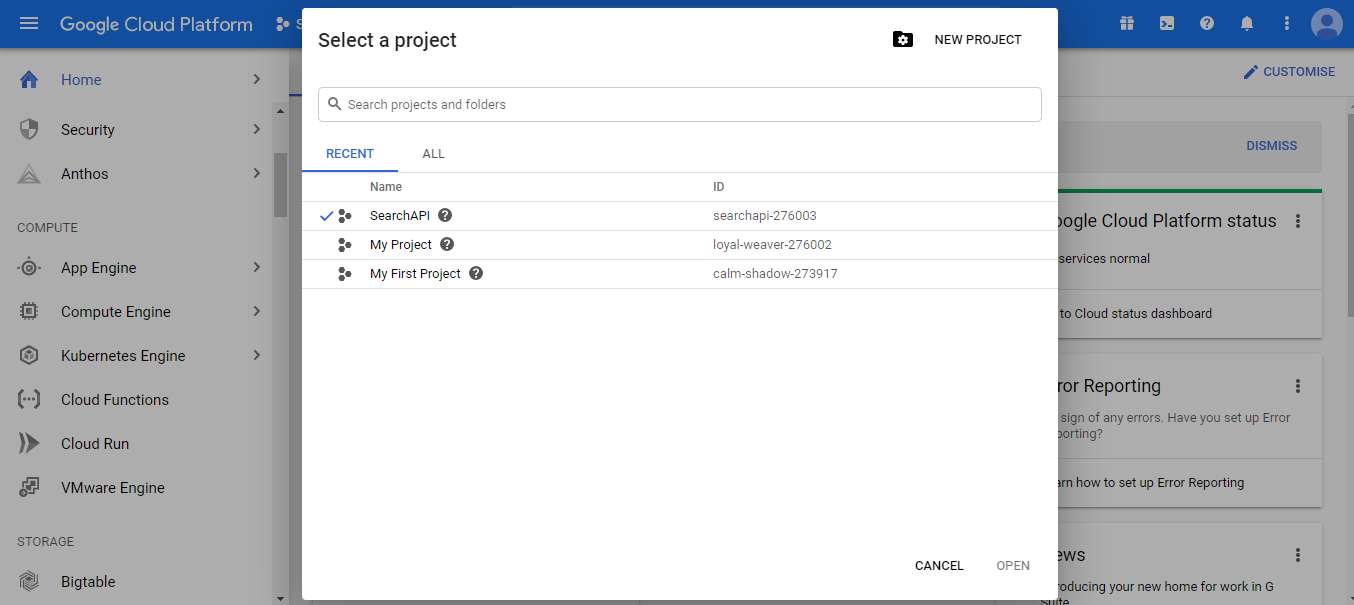 Google Cloud Platform
S
Select a project
NEW PROJECT
Search projects and folders
RECENT
ALL
Name
ID
SearchAPI
searchapi-276003
My Project
loyal-weaver-276002
My First Project
calm-shadow-273917
CANCEL
OPEN
Home
Security
Anthos
COMPUTE
App Engine
Compute Engine
Kubernetes Engine
Cloud Functions
Cloud Run
VMware Engine
STORAGE
Bigtable
CUSTOMISE
DISMISS
oogle Cloud Platform status
services normal
to Cloud status dashboard
ror Reporting
sign of any errors. Have you set up Error
porting?
arn how to set up Error Reporting
ews
roducing your new home for work in G
Suite